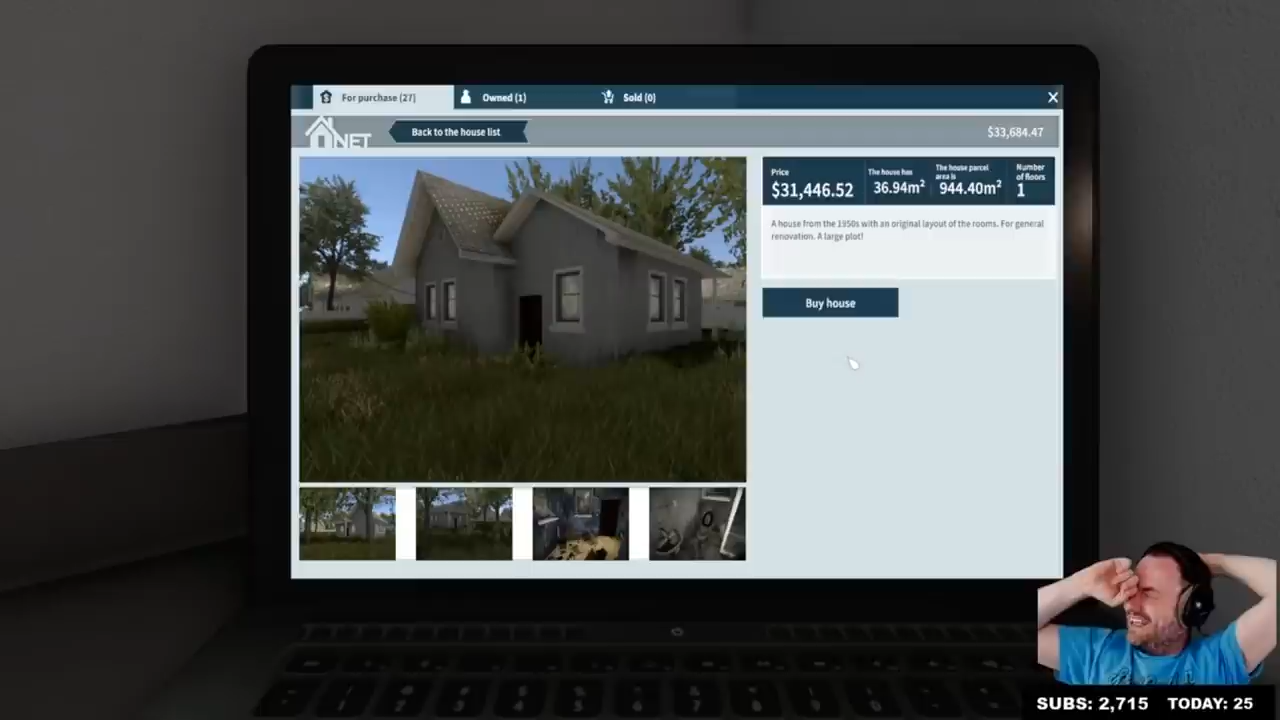 For purchase (27)
Owned (1)
Sold (0)
NET
Back to the house list
$33,684.47
Price
$31,446.52
The house has
36.94m²
The house parcel
area is
944.40m²
Number
of floors
1
A house from the 1950s with an original layout of the rooms. For general
renovation. A large plot!
Buy house
SUBS: 2,715 TODAY: 25